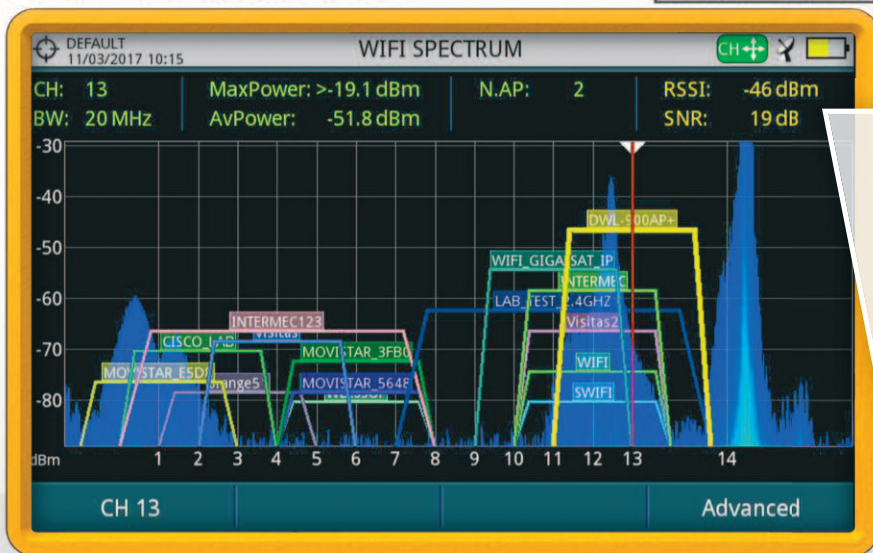 DEFAULT
11/03/2017 10:15
WIFI SPECTRUM
CH
CH: 13 MaxPower: >-19.1 dBm N.AP: 2 RSSI: -46 dBm
BW: 20 MHz AvPower: -51.8 dBm SNR: 19 dB
-30
-40
DWL-900AP+
-50
WIFI_GIGA SAT_IP
INTERMEC
-60
LAB_TEST_2.4GHZ
INTERMEC123
Visitas2
CISCO_LAB
Visitas
-70
MOVISTAR_3FB0
WIFI
MOVISTAR_E5D8
Orange5
MOVISTAR_5648
SWIFI
-80
dBm 1 2 3 4 5 6 7 8 9 10 11 12 13 14
CH 13 Advanced